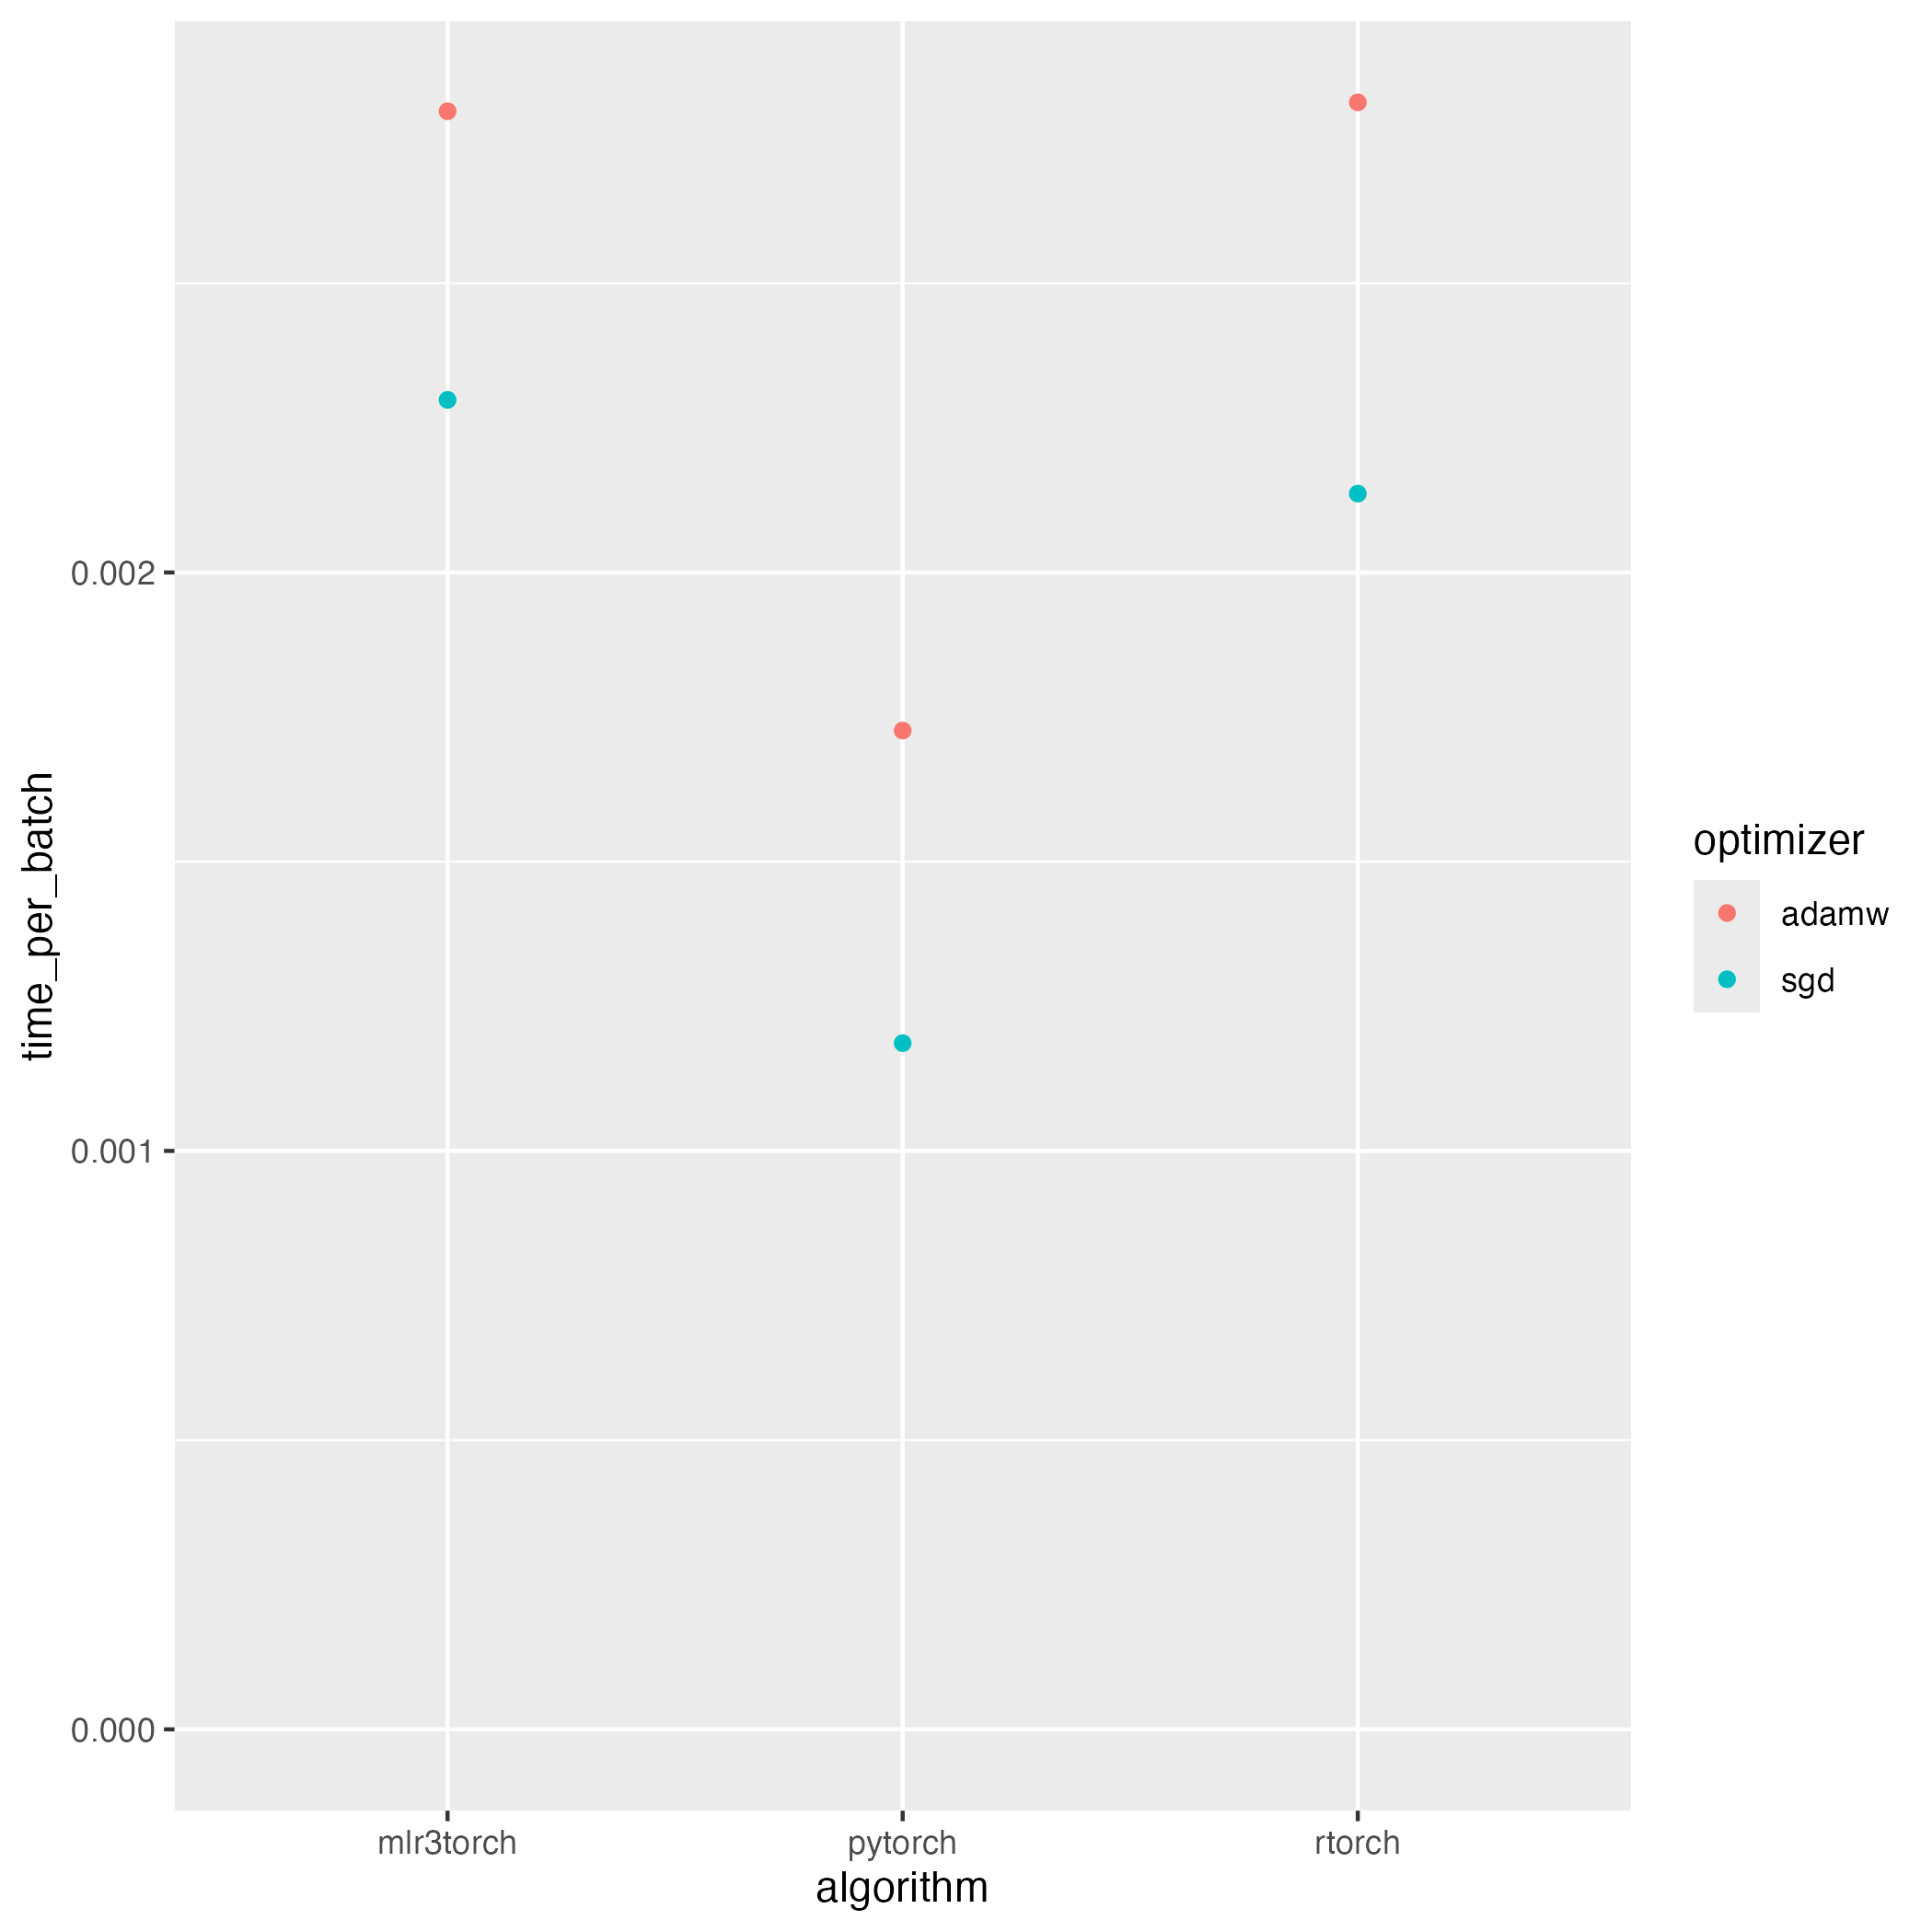 time_per_batch
0.002
0.001
0.000
mlr3torch
pytorch
rtorch
algorithm
optimizer
adamw
sgd